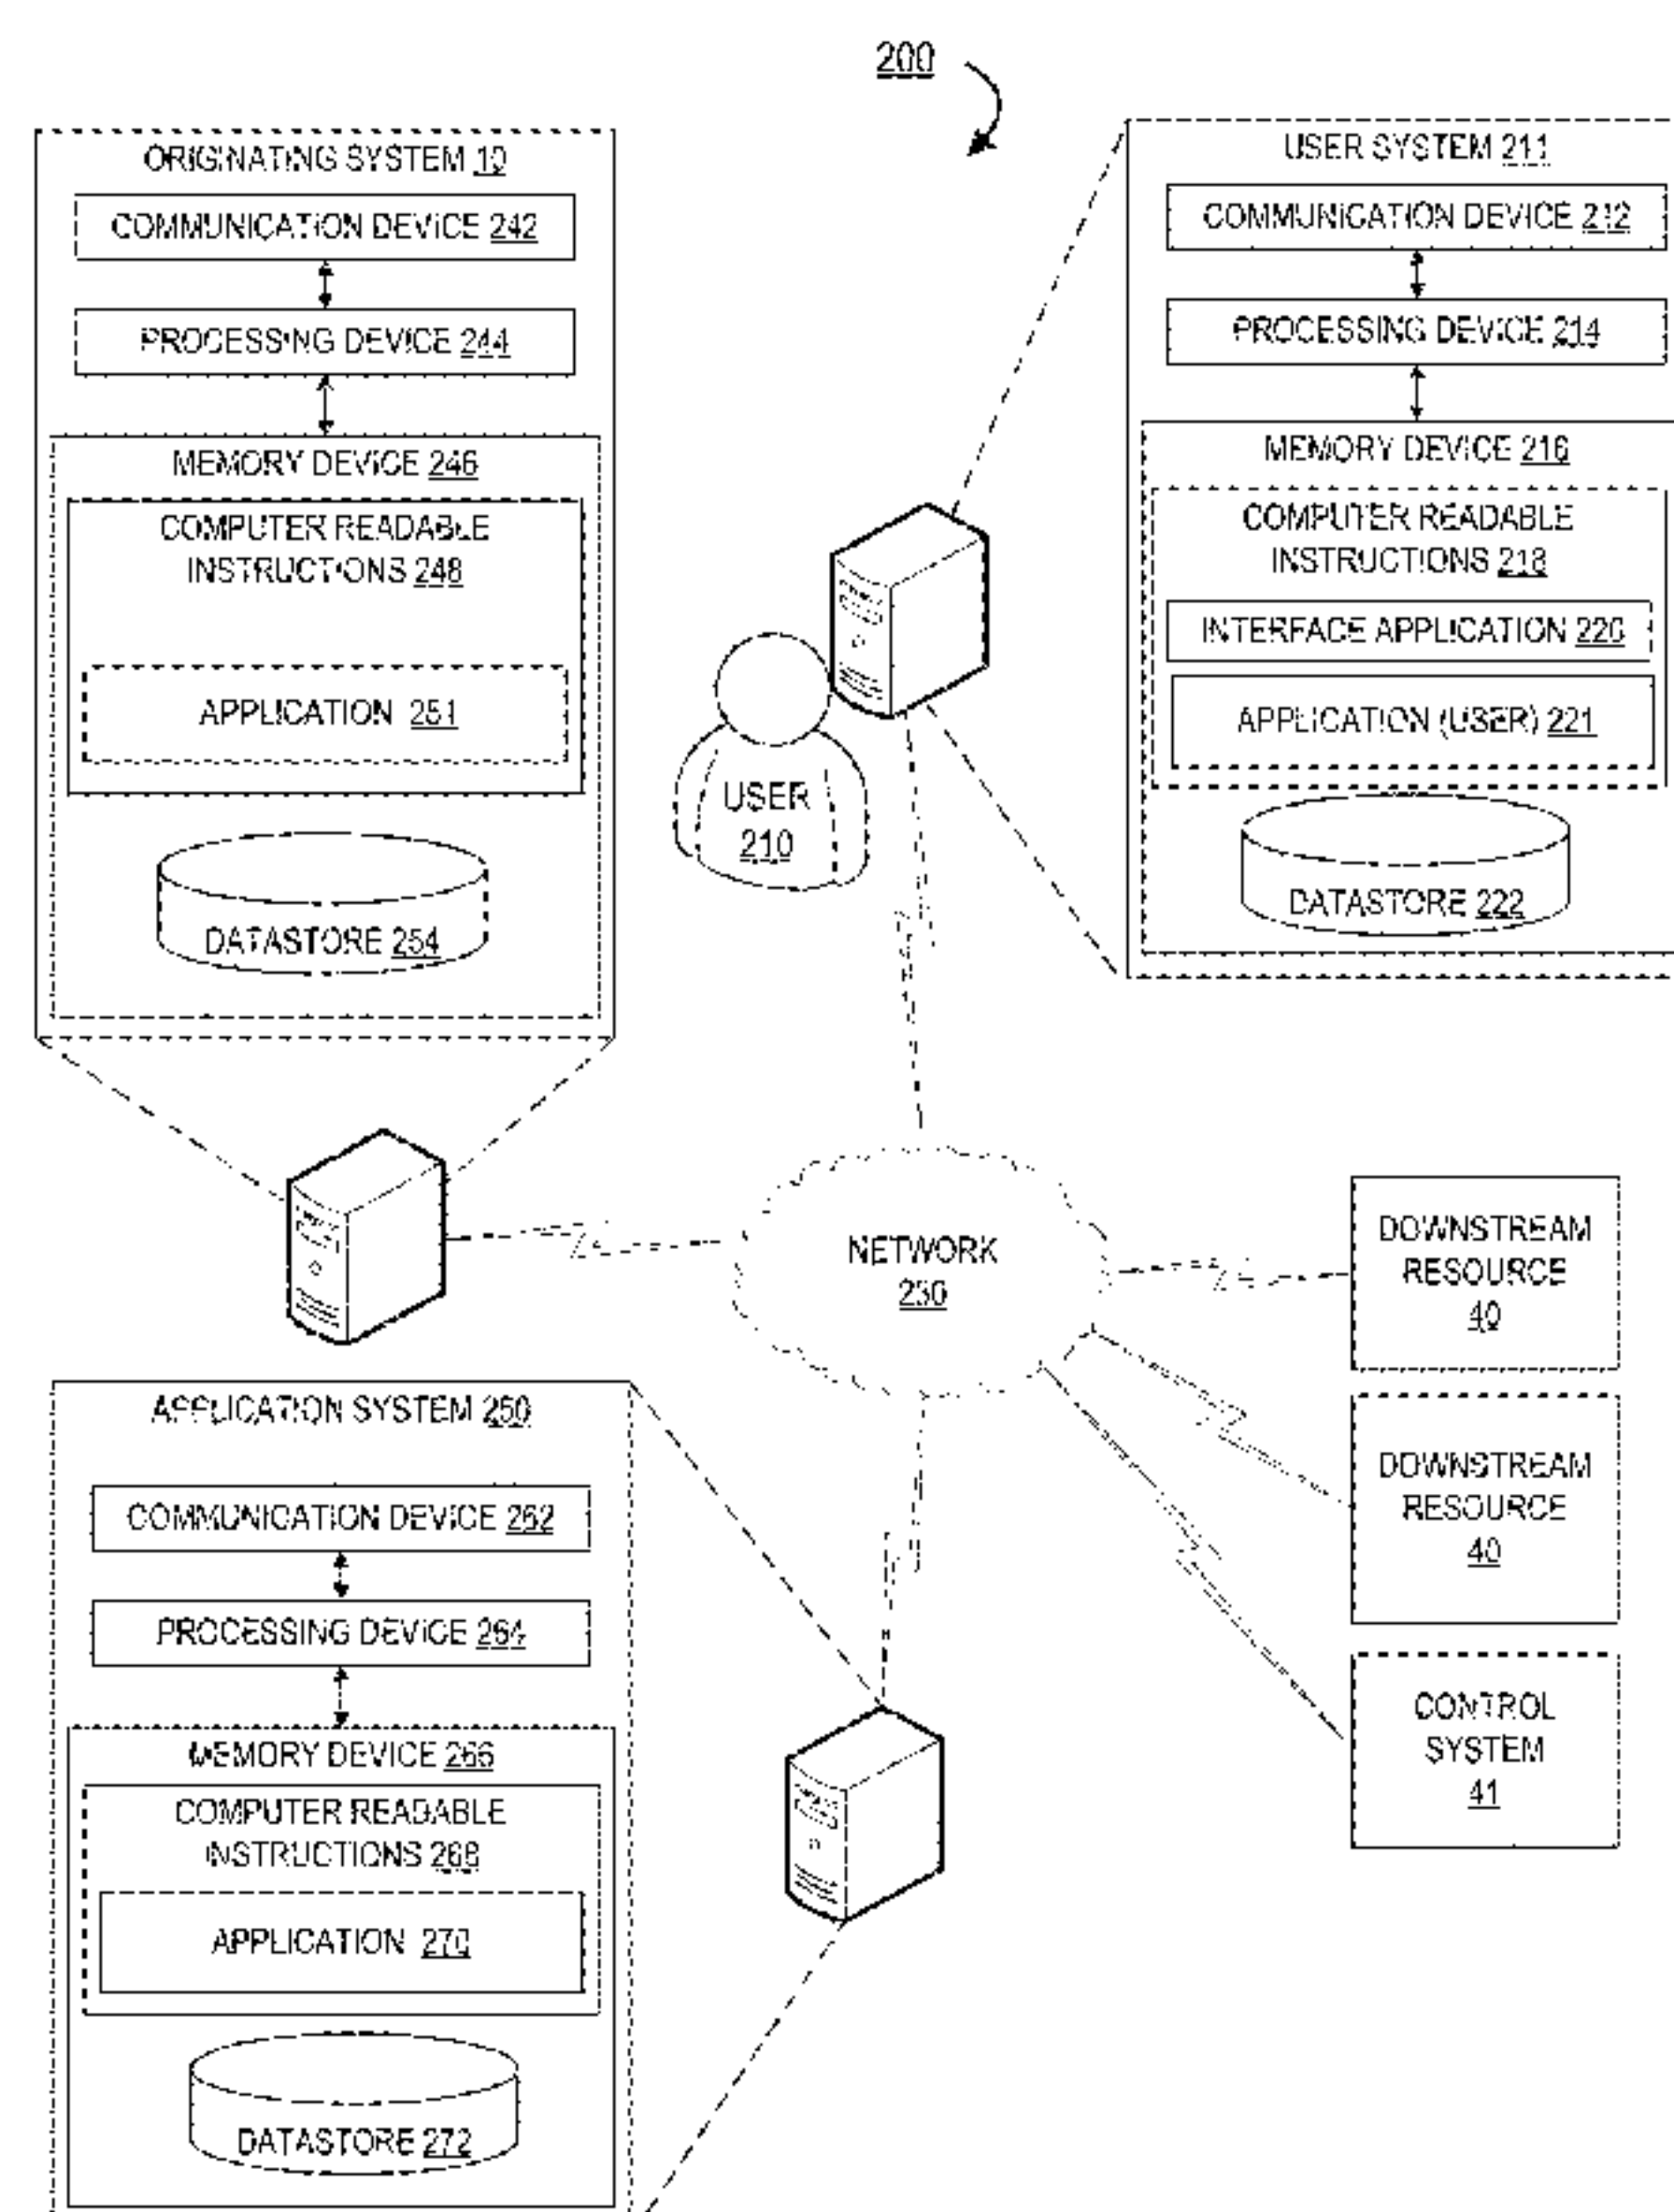 200
ORIGINATING SYSTEM 10
COMMUNICATION DEVICE 242
PROCESSING DEVICE 244
MEMORY DEVICE 246
COMPUTER READABLE
INSTRUCTIONS 248
APPLICATION 251
DATASTORE 254
USER SYSTEM 211
COMMUNICATION DEVICE 212
PROCESSING DEVICE 214
MEMORY DEVICE 216
COMPUTER READABLE
INSTRUCTIONS 218
INTERFACE APPLICATION 220
APPLICATION (USER) 221
DATASTORE 222
USER
210
NETWORK
230
DOWNSTREAM
RESOURCE
40
DOWNSTREAM
RESOURCE
40
CONTROL
SYSTEM
41
APPLICATION SYSTEM 260
COMMUNICATION DEVICE 262
PROCESSING DEVICE 264
MEMORY DEVICE 266
COMPUTER READABLE
INSTRUCTIONS 268
APPLICATION 270
DATASTORE 272